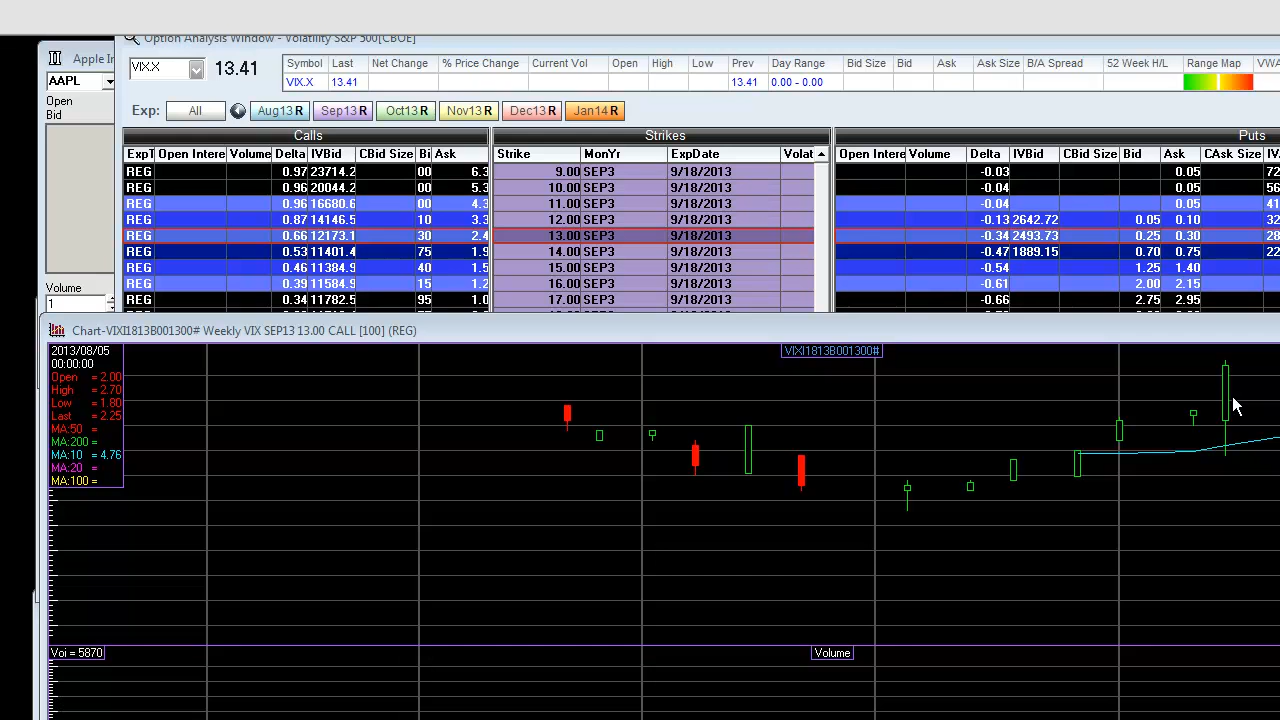 Option Analysis Window - Volatility S&P 500[CBOE]
Apple In
AAPL
Open
Bid
Volume
1
VIX.X
13.41
Symbol Last Net Change % Price Change Current Vol Open High Low Prev Day Range Bid Size Bid Ask Ask Size B/A Spread 52 Week H/L Range Map VWA
VIX.X 13.41 13.41 0.00 - 0.00
Exp: All Aug13 R Sep13 R Oct13 R Nov13 R Dec13 R Jan14 R
Calls Strikes Puts
ExpT Open Intere Volume Delta IVBid CBid Size Bi Ask Strike MonYr ExpDate Volat Open Intere Volume Delta IVBid CBid Size Bid Ask CAsk Size IV
REG 0.97 23714.2 00 6.3 9.00 SEP3 9/18/2013 -0.03 0.05 72
REG 0.96 20044.2 00 5.3 10.00 SEP3 9/18/2013 -0.04 0.05 56
REG 0.96 16680.6 00 4.3 11.00 SEP3 9/18/2013 -0.04 0.05 41
REG 0.87 14146.5 10 3.3 12.00 SEP3 9/18/2013 -0.13 2642.72 0.05 0.10 32
REG 0.66 12173.1 30 2.4 13.00 SEP3 9/18/2013 -0.34 2493.73 0.25 0.30 28
REG 0.53 11401.4 75 1.9 14.00 SEP3 9/18/2013 -0.47 1889.15 0.70 0.75 22
REG 0.46 11384.9 40 1.5 15.00 SEP3 9/18/2013 -0.54 1.25 1.40
REG 0.39 11584.9 15 1.2 16.00 SEP3 9/18/2013 -0.61 2.00 2.15
REG 0.34 11782.5 95 1.0 17.00 SEP3 9/18/2013 -0.66 2.75 2.95
Chart-VIXI1813B001300# Weekly VIX SEP13 13.00 CALL [100] (REG)
VIXI1813B001300#
2013/08/05
00:00:00
Open = 2.00
High = 2.70
Low = 1.80
Last = 2.25
MA:50 =
MA:200 =
MA:10 = 4.76
MA:20 =
MA:100 =
Voi = 5870
Volume